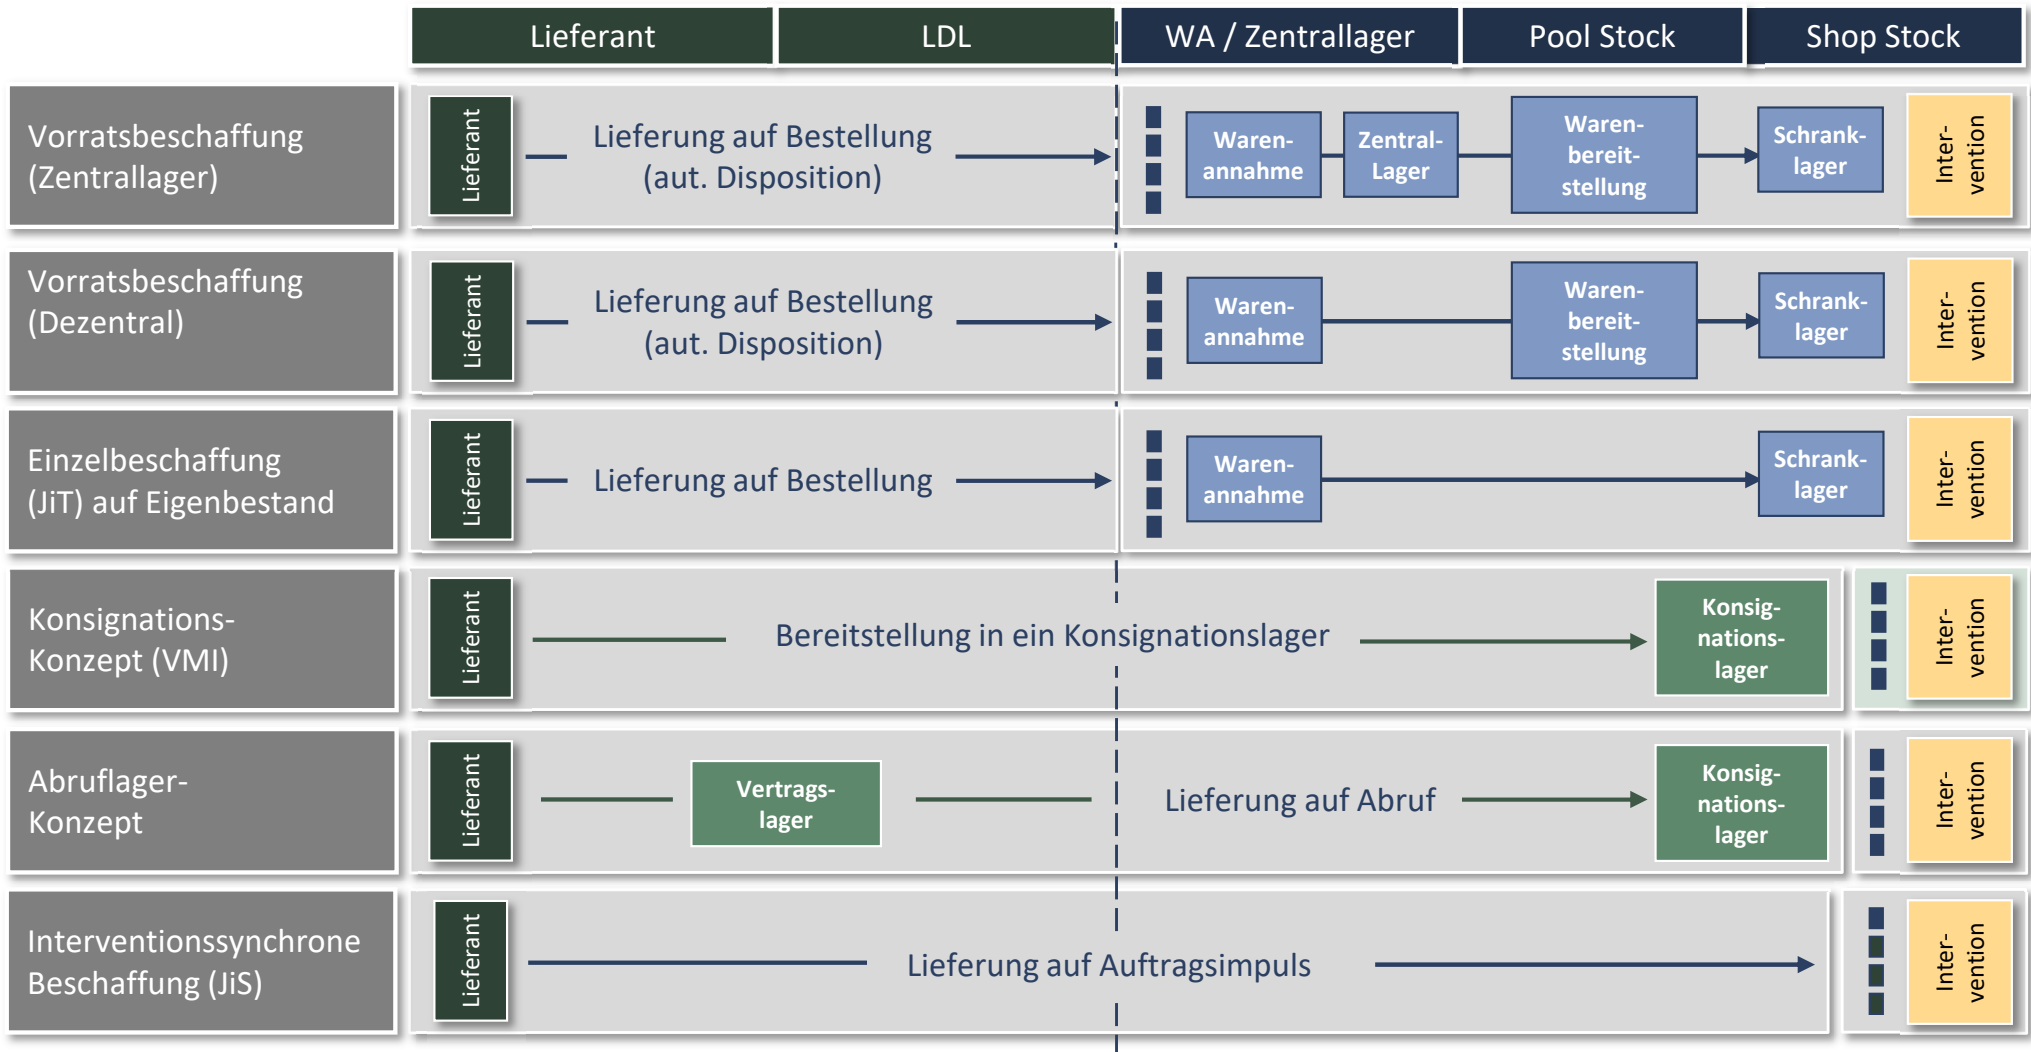 Lieferant
LDL
WA / Zentrallager
Pool Stock
Shop Stock
Vorratsbeschaffung
(Zentrallager)
Lieferant
Lieferung auf Bestellung
(aut. Disposition)
Waren-
annahme
Zentral-
Lager
Waren-
bereit-
stellung
Schrank-
lager
Inter-
vention
Vorratsbeschaffung
(Dezentral)
Lieferant
Lieferung auf Bestellung
(aut. Disposition)
Waren-
annahme
Waren-
bereit-
stellung
Schrank-
lager
Inter-
vention
Einzelbeschaffung
(JiT) auf Eigenbestand
Lieferant
Lieferung auf Bestellung
Waren-
annahme
Schrank-
lager
Inter-
vention
Konsignations-
Konzept (VMI)
Lieferant
Bereitstellung in ein Konsignationslager
Konsig-
nations-
lager
Inter-
vention
Abruflager-
Konzept
Lieferant
Vertrags-
lager
Lieferung auf Abruf
Konsig-
nations-
lager
Inter-
vention
Interventionssynchrone
Beschaffung (JiS)
Lieferant
Lieferung auf Auftragsimpuls
Inter-
vention